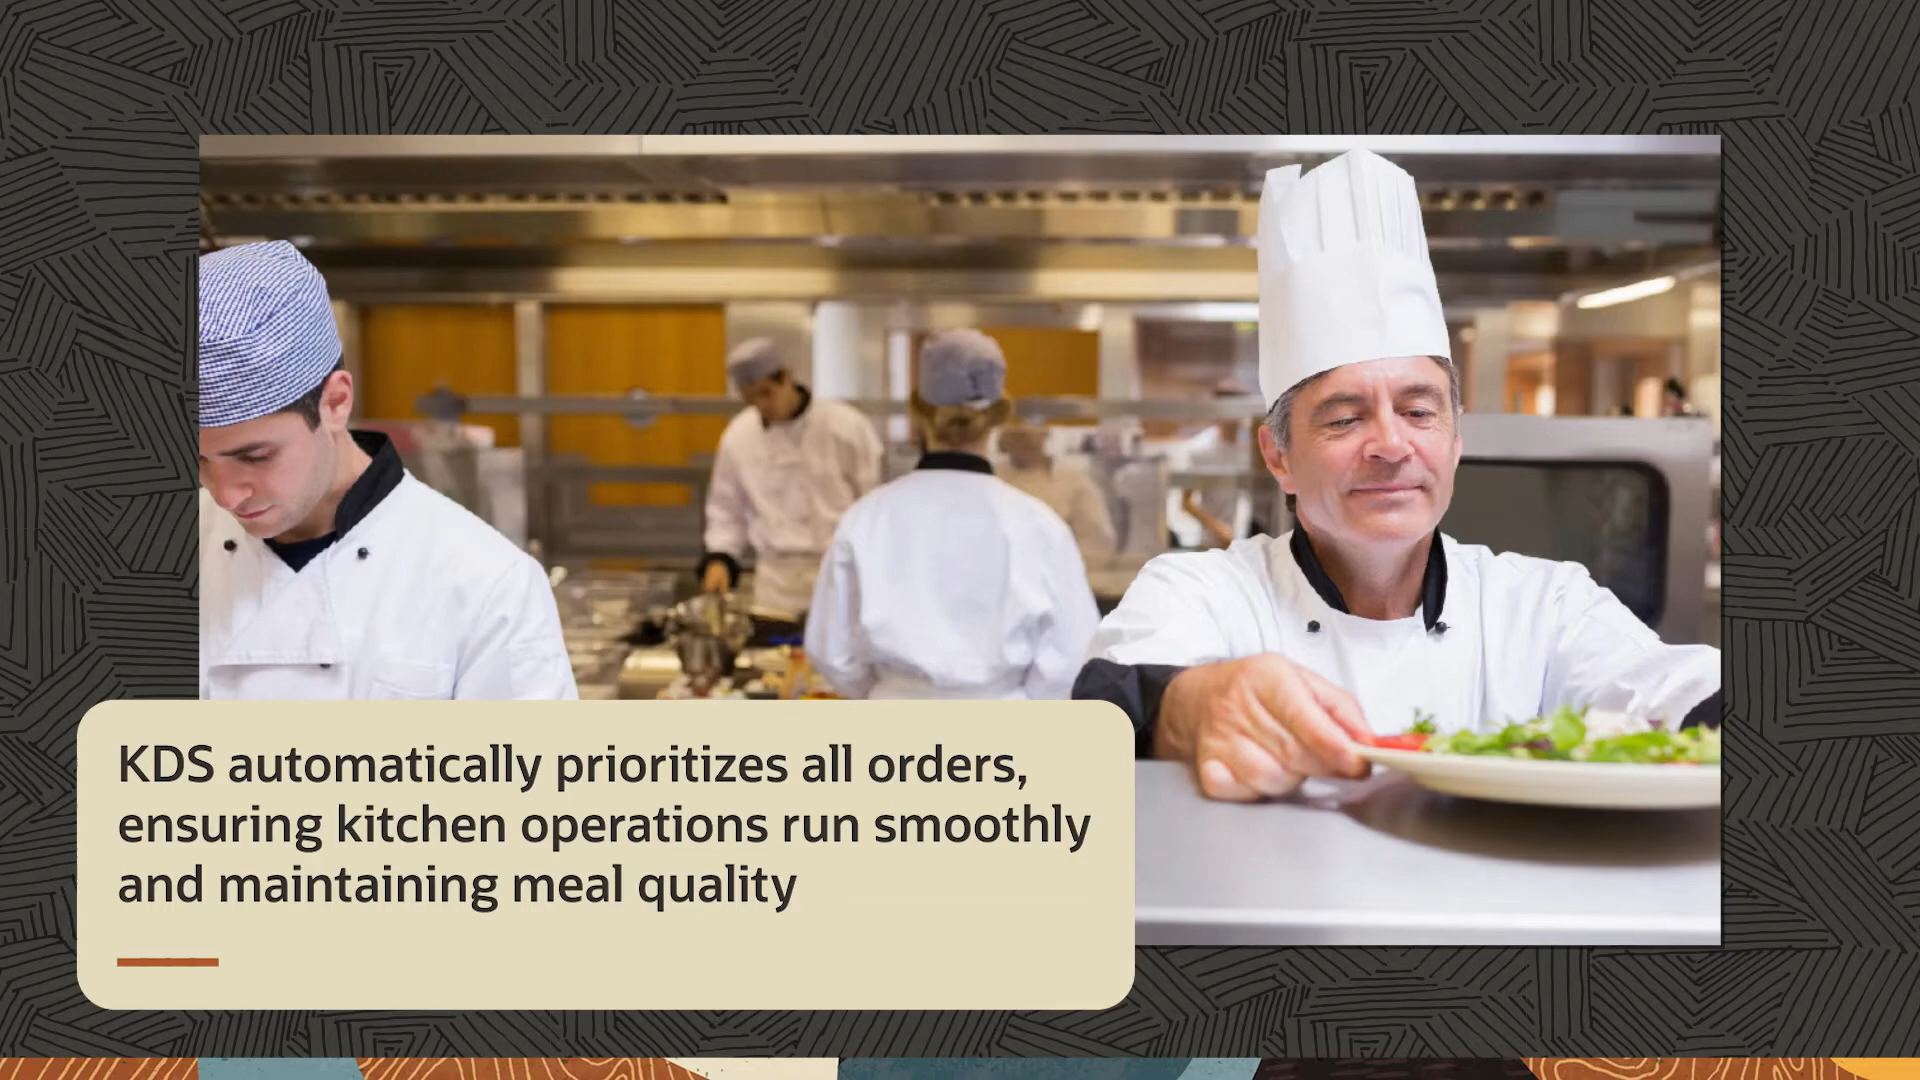 KDS automatically prioritizes all orders,
ensuring kitchen operations run smoothly
and maintaining meal quality